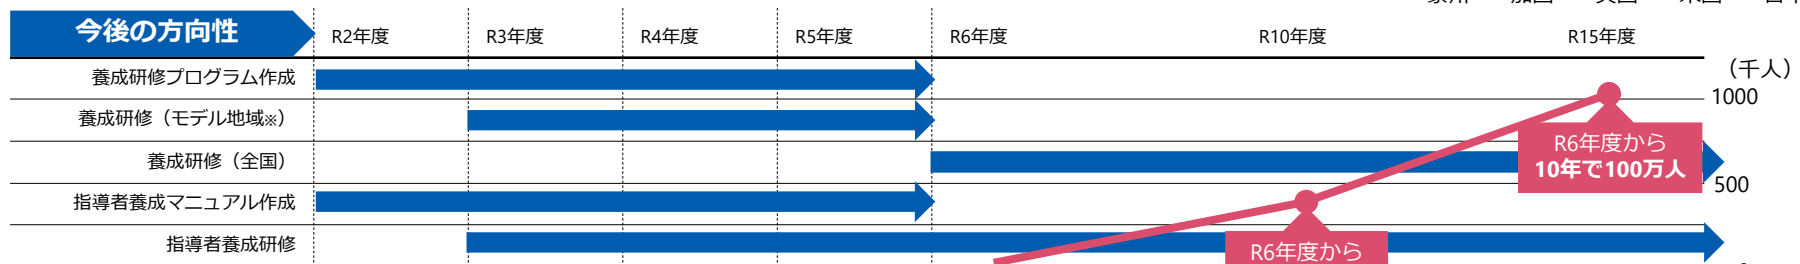 今後の方向性
R2年度 R3年度 R4年度 R5年度 R6年度 R10年度 R15年度
（千人）
養成研修プログラム作成
1000
養成研修（モデル地域※）
養成研修（全国）
R6年度から
10年で100万人
500
指導者養成マニュアル作成
指導者養成研修
R6年度から